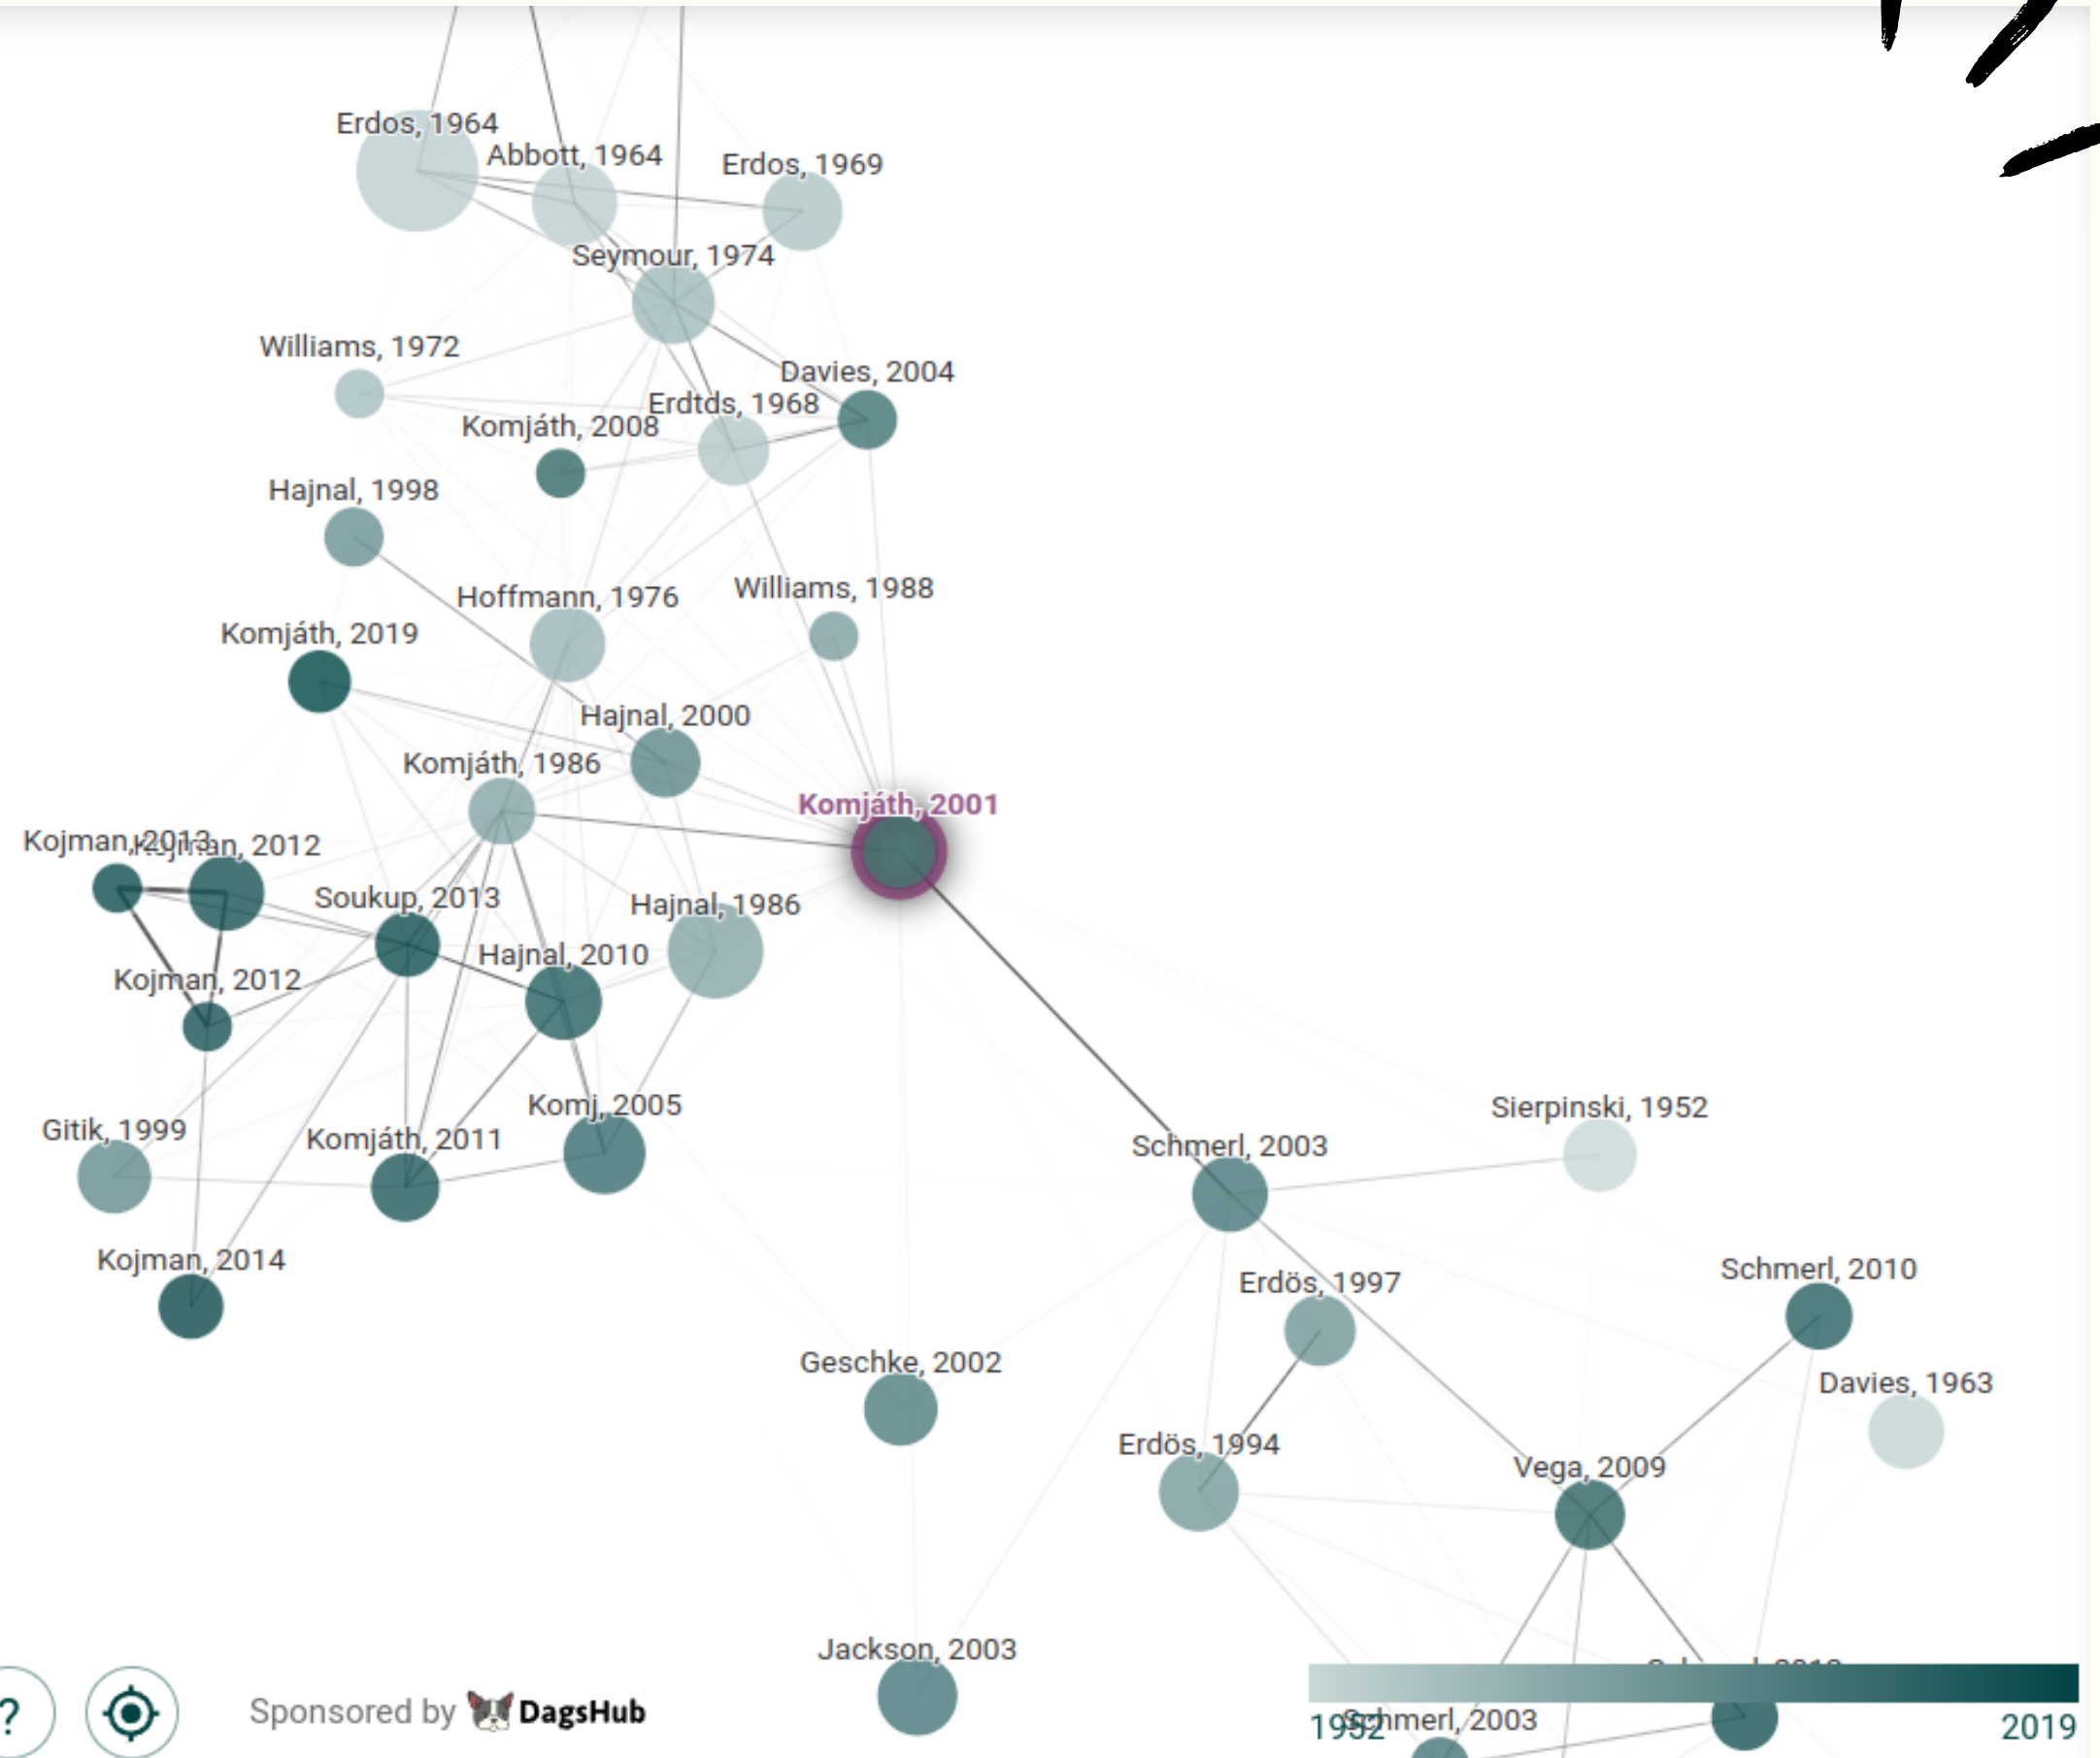 Erdos, 1964
Abbott, 1964
Erdos, 1969
Seymour, 1974
Williams, 1972
Davies, 2004
Erdtds, 1968
Komjáth, 2008
Hajnal, 1998
Williams, 1988
Hoffmann, 1976
Komjáth, 2019
Hajnal, 2000
Komjáth, 1986
Komjáth, 2001
Kojman, 2013
Kojman, 2012
Soukup, 2013
Hajnal, 1986
Hajnal, 2010
Kojman, 2012
Komj, 2005
Sierpinski, 1952
Gitik, 1999
Komjáth, 2011
Schmerl, 2003
Kojman, 2014
Schmerl, 2010
Erdös, 1997
Geschke, 2002
Davies, 1963
Erdös, 1994
Vega, 2009
Jackson, 2003
?
Sponsored by DagsHub
Schmerl, 2003
1952
2019